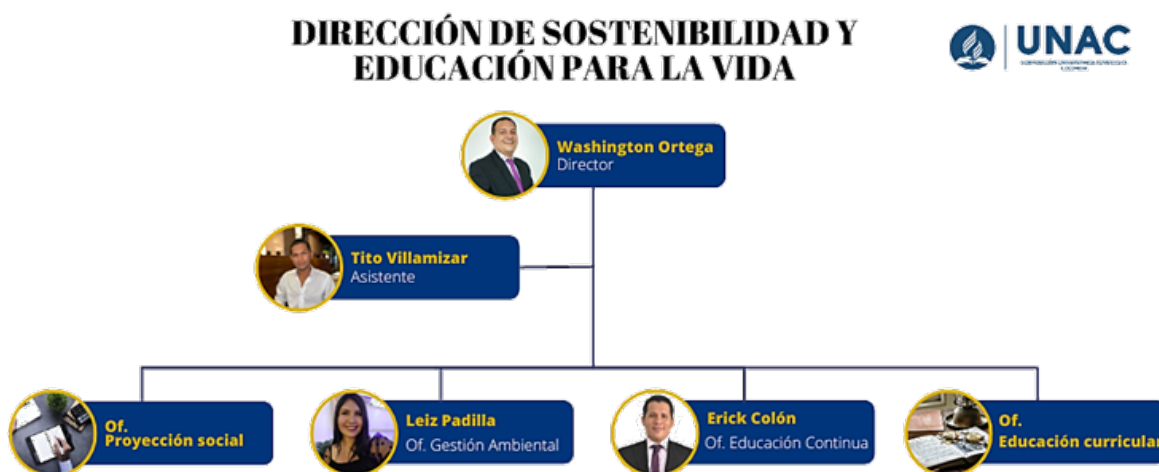 DIRECCIÓN DE SOSTENIBILIDAD Y
EDUCACIÓN PARA LA VIDA
UNAC
Washington Ortega
Director
Tito Villamizar
Asistente
Of.
Proyección social
Leiz Padilla
Of. Gestión Ambiental
Erick Colón
Of. Educación Continua
Of.
Educación curricular